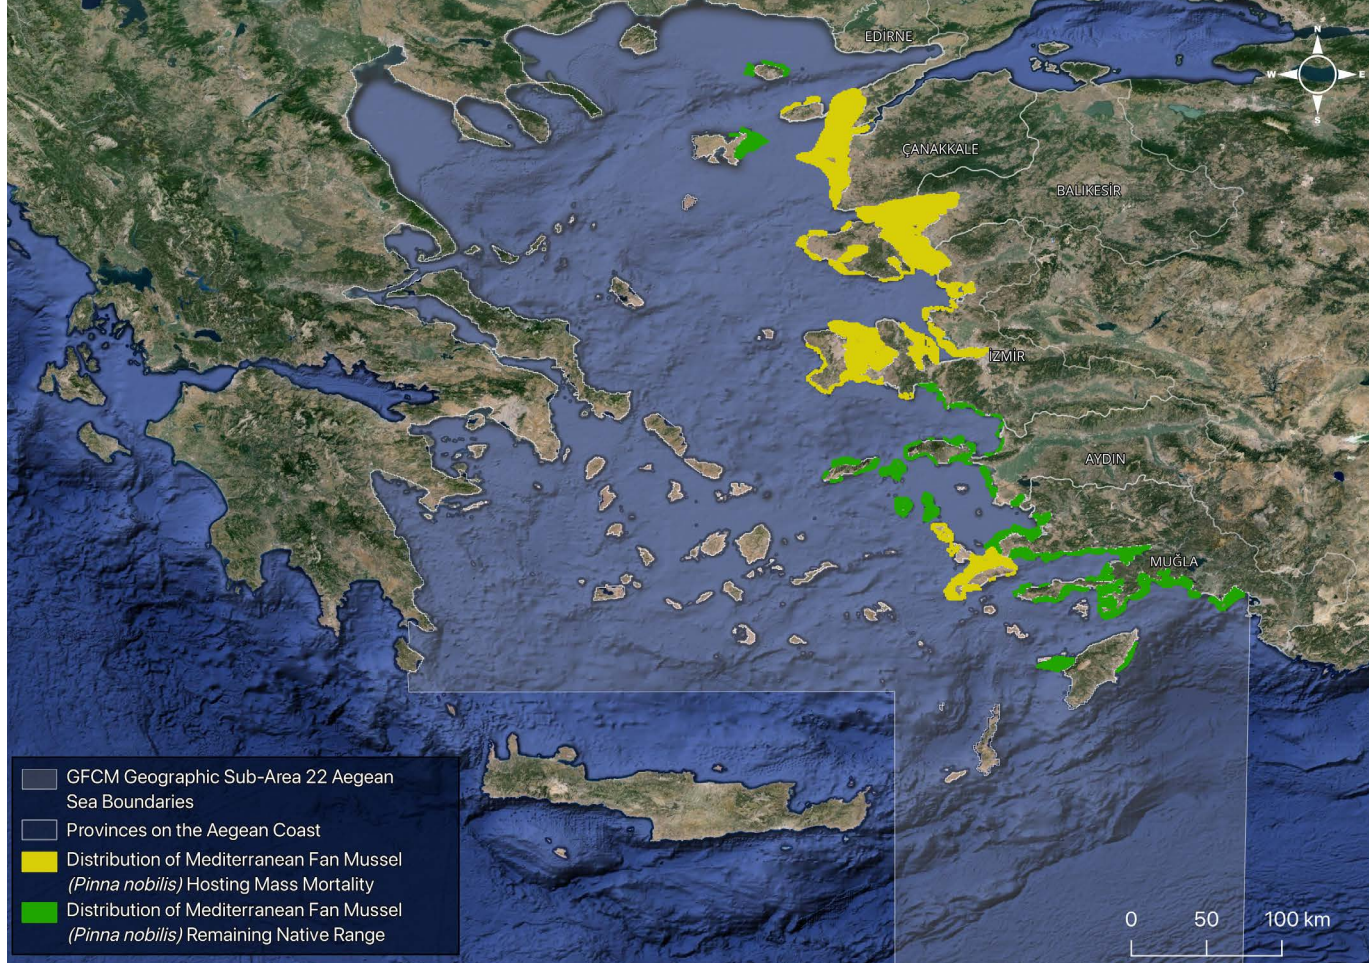 EDİRNE
N
W
E
S
ÇANAKKALE
BALIKESİR
İZMİR
AYDIN
MUĞLA
GFCM Geographic Sub-Area 22 Aegean
Sea Boundaries
Provinces on the Aegean Coast
Distribution of Mediterranean Fan Mussel
(Pinna nobilis) Hosting Mass Mortality
Distribution of Mediterranean Fan Mussel
(Pinna nobilis) Remaining Native Range
0 50 100 km